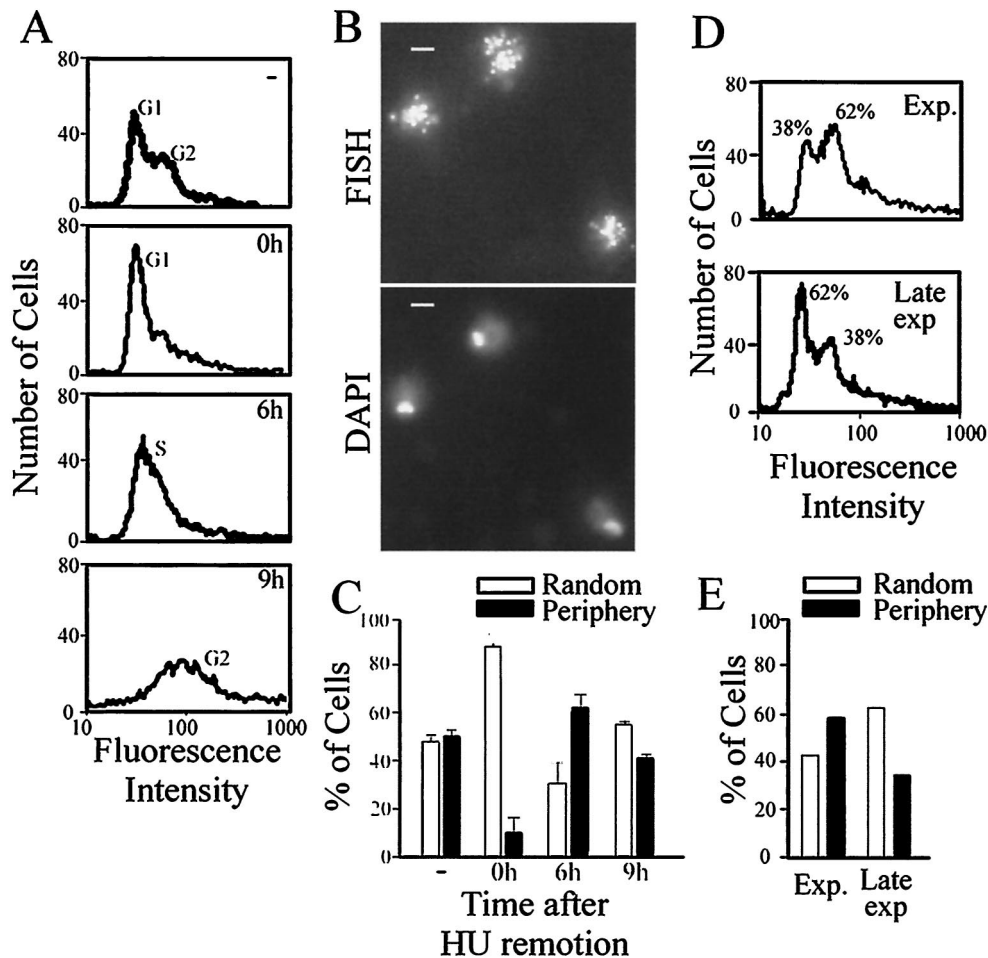 A
80
40
0
G1
G2
-
80
40
0
G1
0h
80
40
0
S
6h
80
40
0
G2
9h
10 100 1000
Number of Cells
Fluorescence
Intensity
B
FISH
DAPI
C
Random
Periphery
100
80
60
40
20
0
% of Cells
- 0h 6h 9h
Time after
HU remotion
D
80
40
0
38%
62%
Exp.
80
40
0
62%
38%
Late
exp
10 100 1000
Number of Cells
Fluorescence
Intensity
E
Random
Periphery
100
80
60
40
20
0
% of Cells
Exp. Late
exp